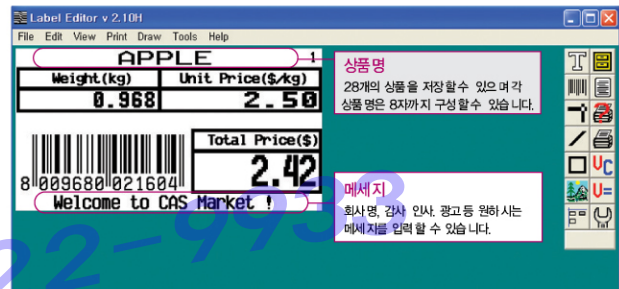 Label Editor v 2.10H
File Edit View Print Draw Tools Help
APPLE 1
Weight(kg) Unit Price($/kg)
0.968 2.50
Total Price($)
2.42
8 009680 021604
Welcome to CAS Market !
상품명
28개의 상품을 저장할수 있으며각
상품명은 8자까지 구성할수 있습니다.
메세지
회사명, 감사 인사, 광고등 원하시는
메세지를 입력할 수 있습니다.
22-9933